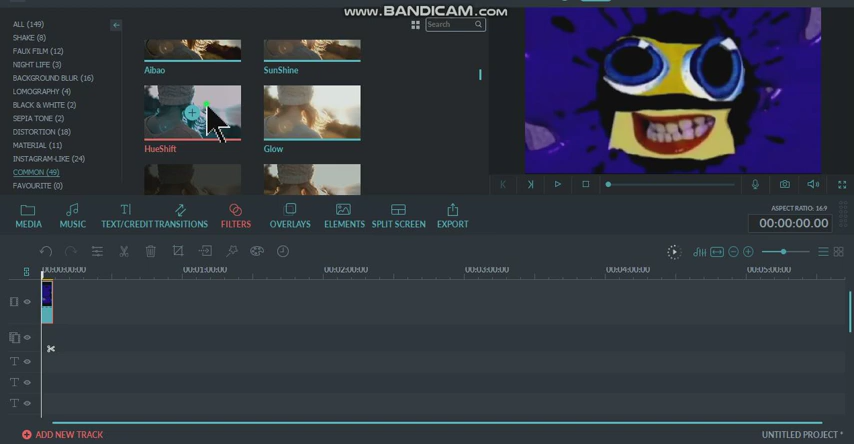 www.BANDICAM.com
ALL (149)
SHAKE (8)
FAUX FILM (12)
NIGHT LIFE (3)
BACKGROUND BLUR (16)
LOMOGRAPHY (4)
BLACK & WHITE (2)
SEPIA TONE (2)
DISTORTION (18)
MATERIAL (11)
INSTAGRAM-LIKE (24)
COMMON (49)
FAVOURITE (0)
Search
Aibao
SunShine
HueShift
Glow
MEDIA
MUSIC
TEXT/CREDIT
TRANSITIONS
FILTERS
OVERLAYS
ELEMENTS
SPLIT SCREEN
EXPORT
ASPECT RATIO: 16:9
00:00:00.00
00:00:00:00
00:01:00:00
00:02:00:00
00:03:00:00
00:04:00:00
00:05:00:00
ADD NEW TRACK
UNTITLED PROJECT *